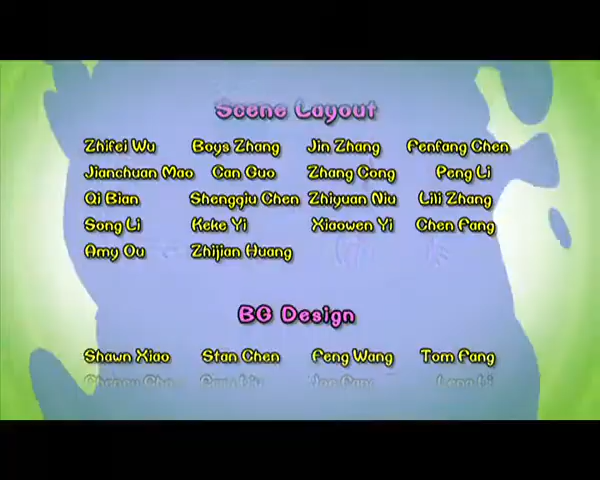 Scene Layout
Zhifei Wu Boys Zhang Jin Zhang Fenfang Chen
Jianchuan Mao Can Guo Zhang Cong Peng Li
Qi Bian Shengqiu Chen Zhiyuan Niu Lili Zhang
Song Li Keke Yi Xiaowen Yi Chen Fang
Amy Ou Zhijian Huang
BG Design
Shawn Xiao Stan Chen Feng Wang Tom Fang